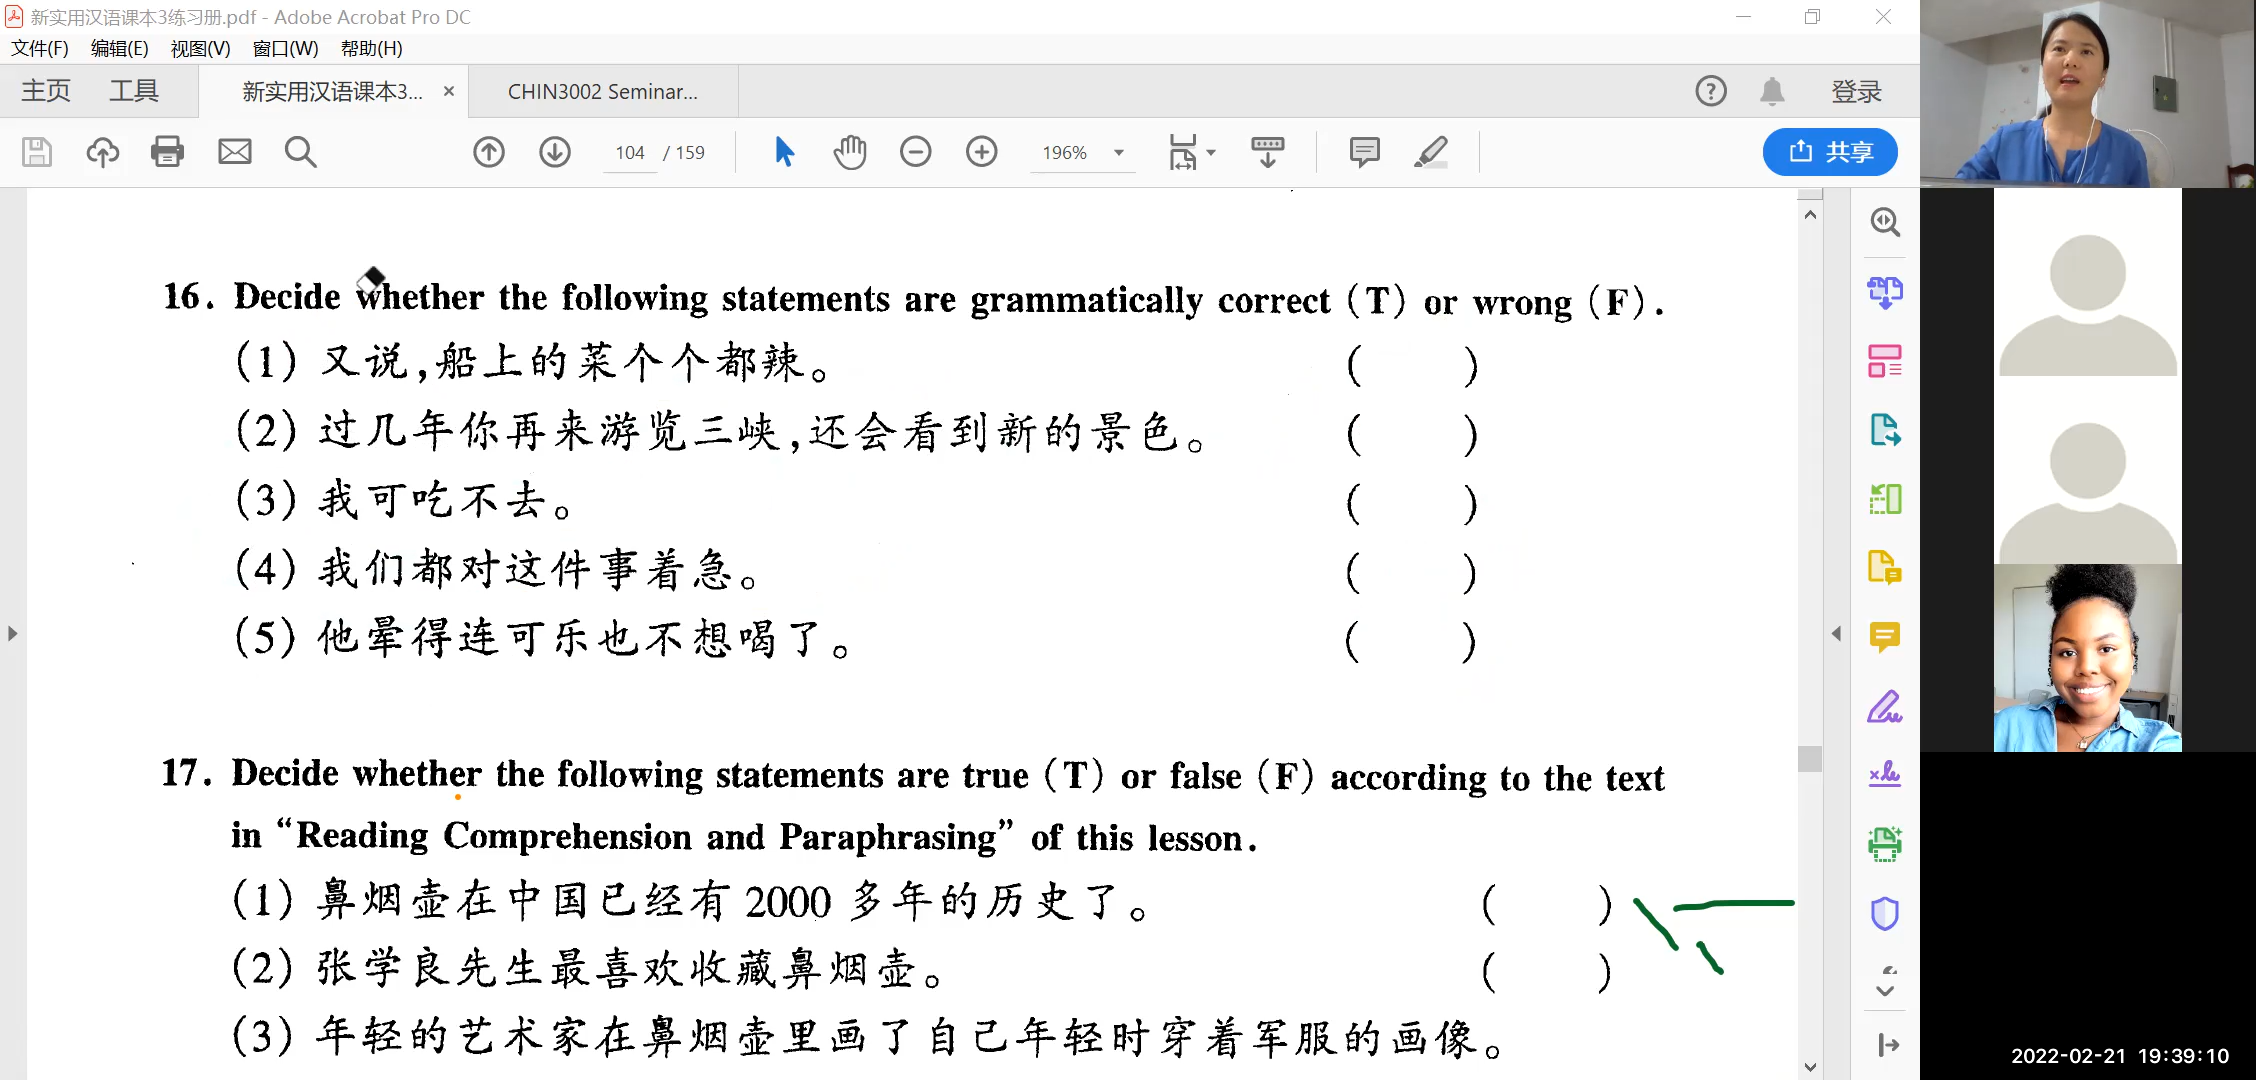 新实用汉语课本3练习册.pdf - Adobe Acrobat Pro DC
文件(F) 编辑(E) 视图(V) 窗口(W) 帮助(H)
主页 工具 新实用汉语课本3... × CHIN3002 Seminar... 登录
104 / 159 196% 共享
16. Decide whether the following statements are grammatically correct (T) or wrong (F).
(1) 又说,船上的菜个个都辣。 ( )
(2) 过几年你再来游览三峡,还会看到新的景色。 ( )
(3) 我可吃不去。 ( )
(4) 我们都对这件事着急。 ( )
(5) 他晕得连可乐也不想喝了。 ( )
17. Decide whether the following statements are true (T) or false (F) according to the text
in “Reading Comprehension and Paraphrasing” of this lesson.
(1) 鼻烟壶在中国已经有 2000 多年的历史了。 ( )
(2) 张学良先生最喜欢收藏鼻烟壶。 ( )
(3) 年轻的艺术家在鼻烟壶里画了自己年轻时穿着军服的画像。
2022-02-21 19:39:10